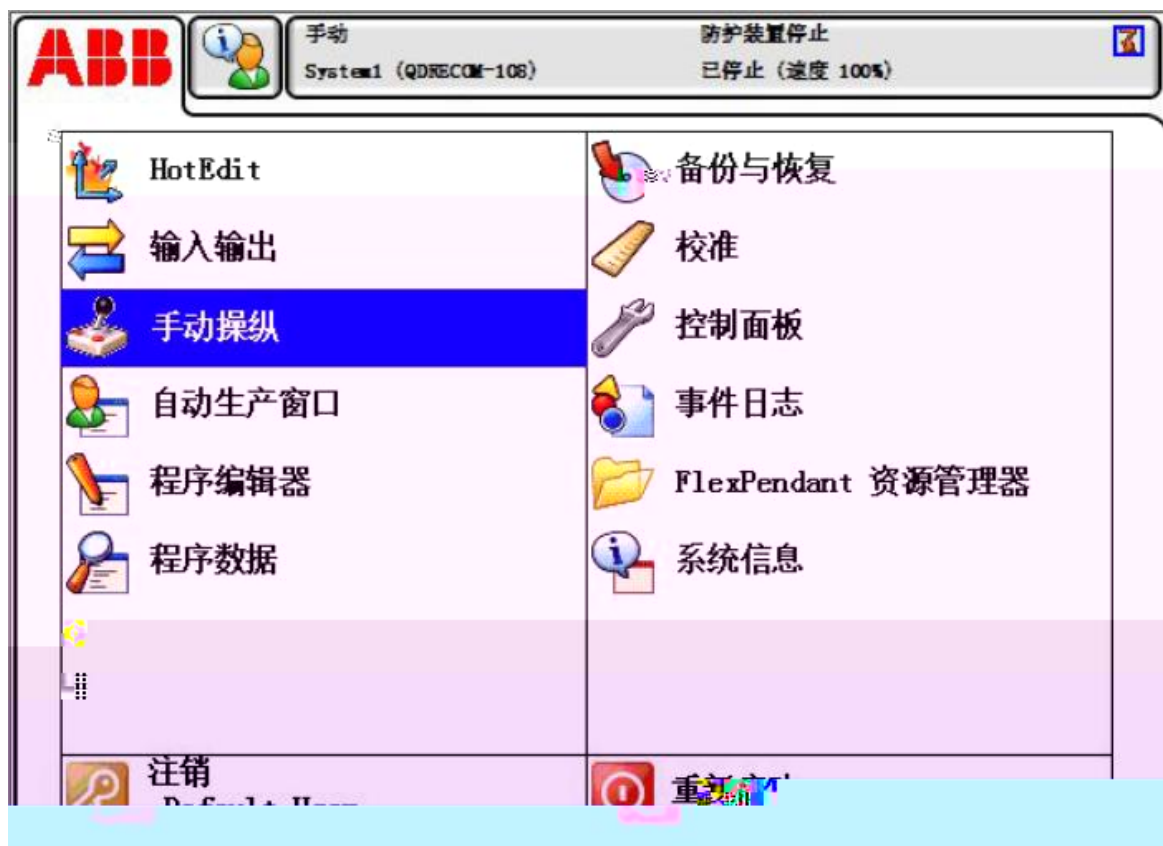 ABB
手动
防护装置停止
System1 (QDRECOM-108)
已停止 (速度 100%)
HotEdit
备份与恢复
输入输出
校准
手动操纵
控制面板
自动生产窗口
事件日志
程序编辑器
FlexPendant 资源管理器
程序数据
系统信息
注销